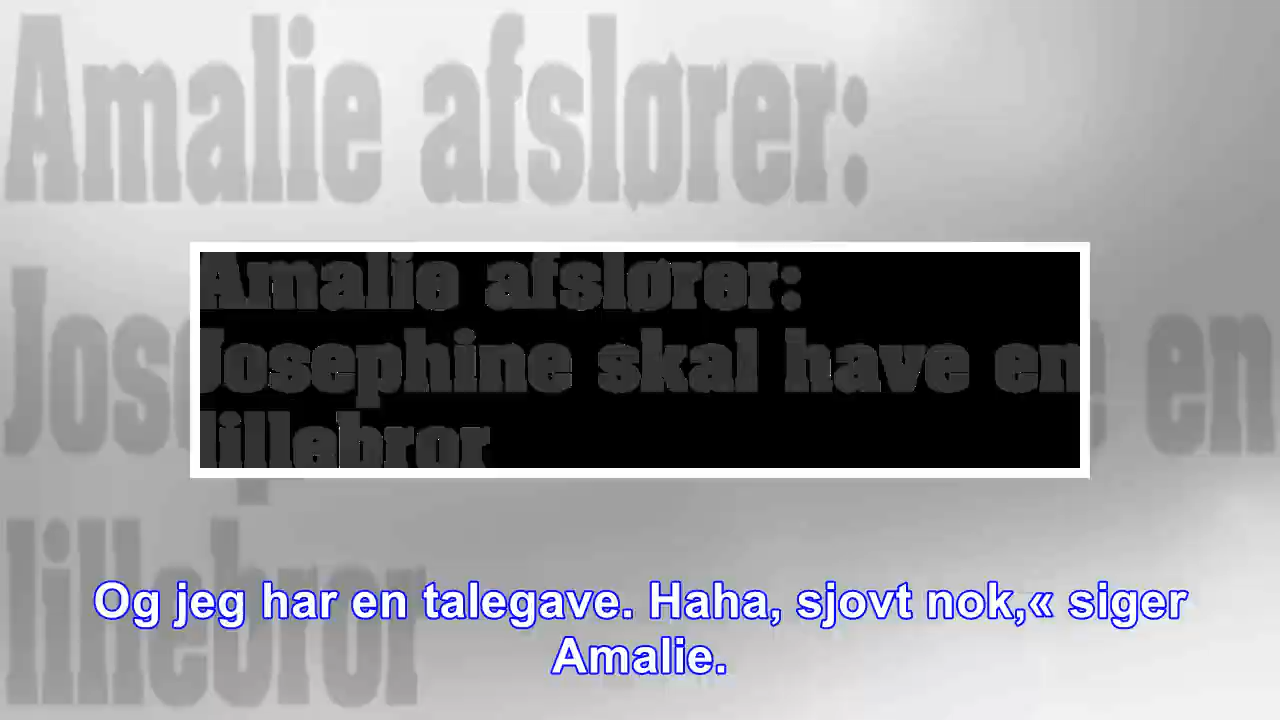 Amalie afslører:
Josephine skal have en
lillebror
Og jeg har en talegave. Haha, sjovt nok,« siger
Amalie.